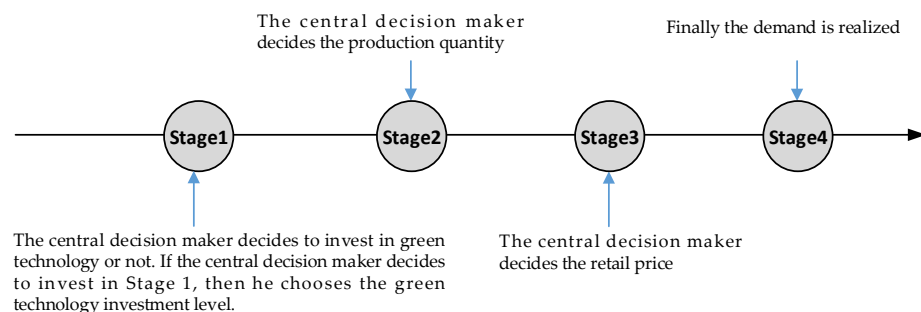 The central decision maker
decides the production quantity
Finally the demand is realized
Stage1
Stage2
Stage3
Stage4
The central decision maker decides to invest in green
technology or not. If the central decision maker decides
to invest in Stage 1, then he chooses the green
technology investment level.
The central decision maker
decides the retail price